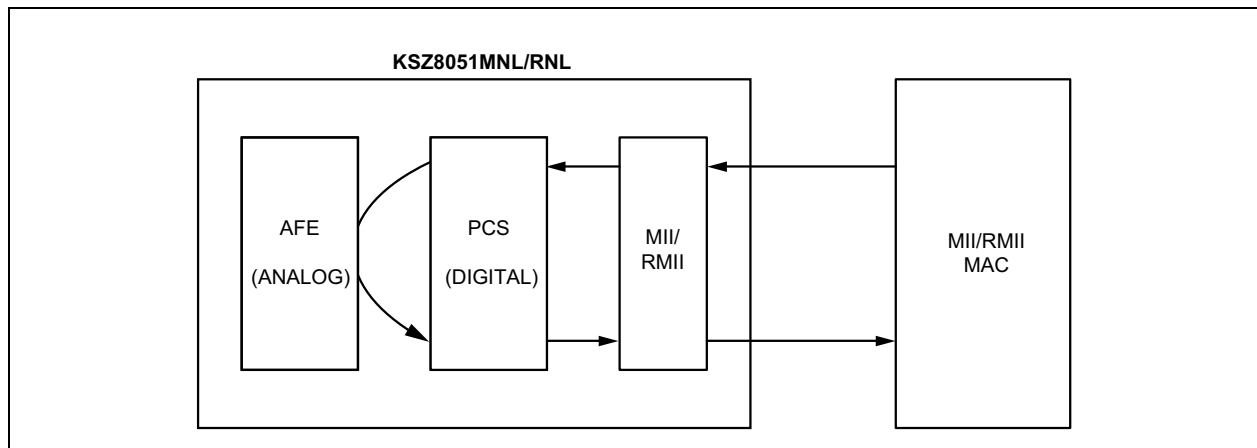 KSZ8051MNL/RNL
AFE
(ANALOG)
PCS
(DIGITAL)
MII/
RMII
MII/RMII
MAC